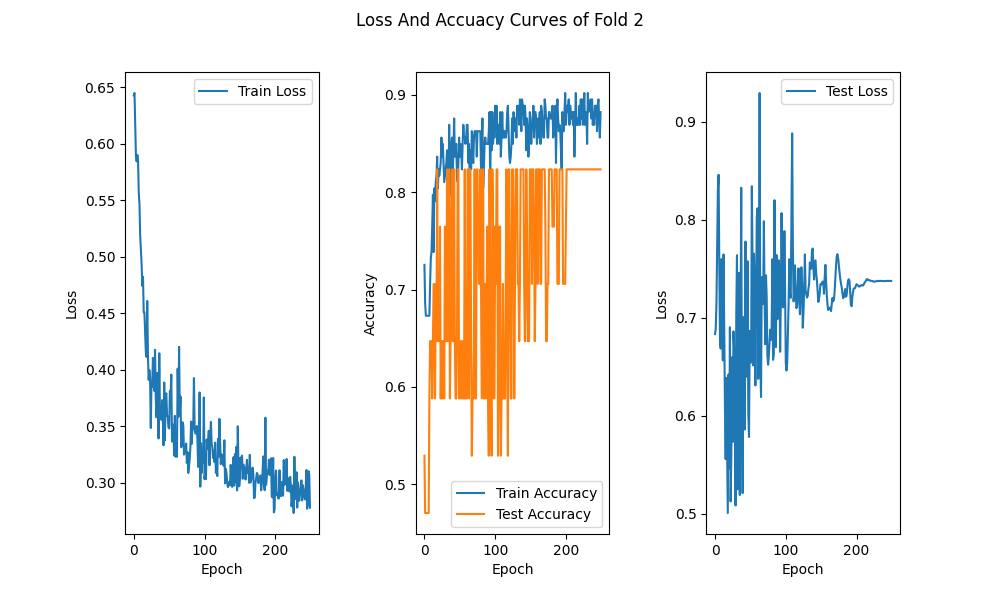 Loss And Accuacy Curves of Fold 2
Train Loss
0.65
0.60
0.55
0.50
0.45
0.40
0.35
0.30
Loss
0
100
200
Epoch
0.9
0.8
0.7
0.6
0.5
Accuracy
Train Accuracy
Test Accuracy
0
100
200
Epoch
Test Loss
0.9
0.8
0.7
0.6
0.5
Loss
0
100
200
Epoch